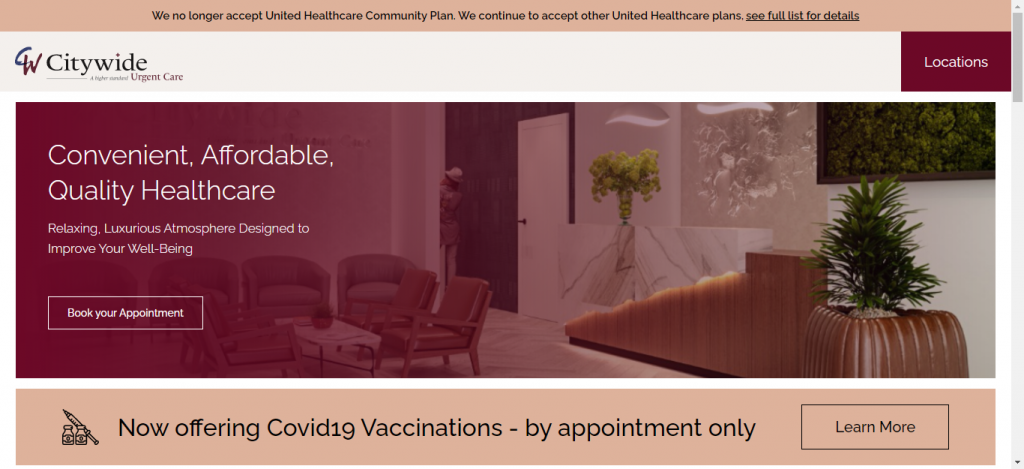 We no longer accept United Healthcare Community Plan. We continue to accept other United Healthcare plans, see full list for details
CW Citywide
A higher standard Urgent Care
Locations
Convenient, Affordable,
Quality Healthcare
Relaxing, Luxurious Atmosphere Designed to
Improve Your Well-Being
Book your Appointment
Now offering Covid19 Vaccinations - by appointment only
Learn More